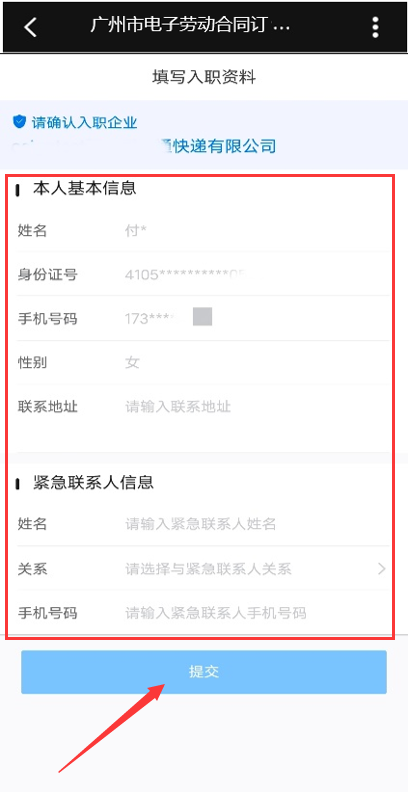 广州市电子劳动合同订 ...
填写入职资料
请确认入职企业
通快递有限公司
本人基本信息
姓名 付*
身份证号 4105**********0
手机号码 173***
性别 女
联系地址 请输入联系地址
紧急联系人信息
姓名 请输入紧急联系人姓名
关系 请选择与紧急联系人关系
手机号码 请输入紧急联系人手机号码
提交